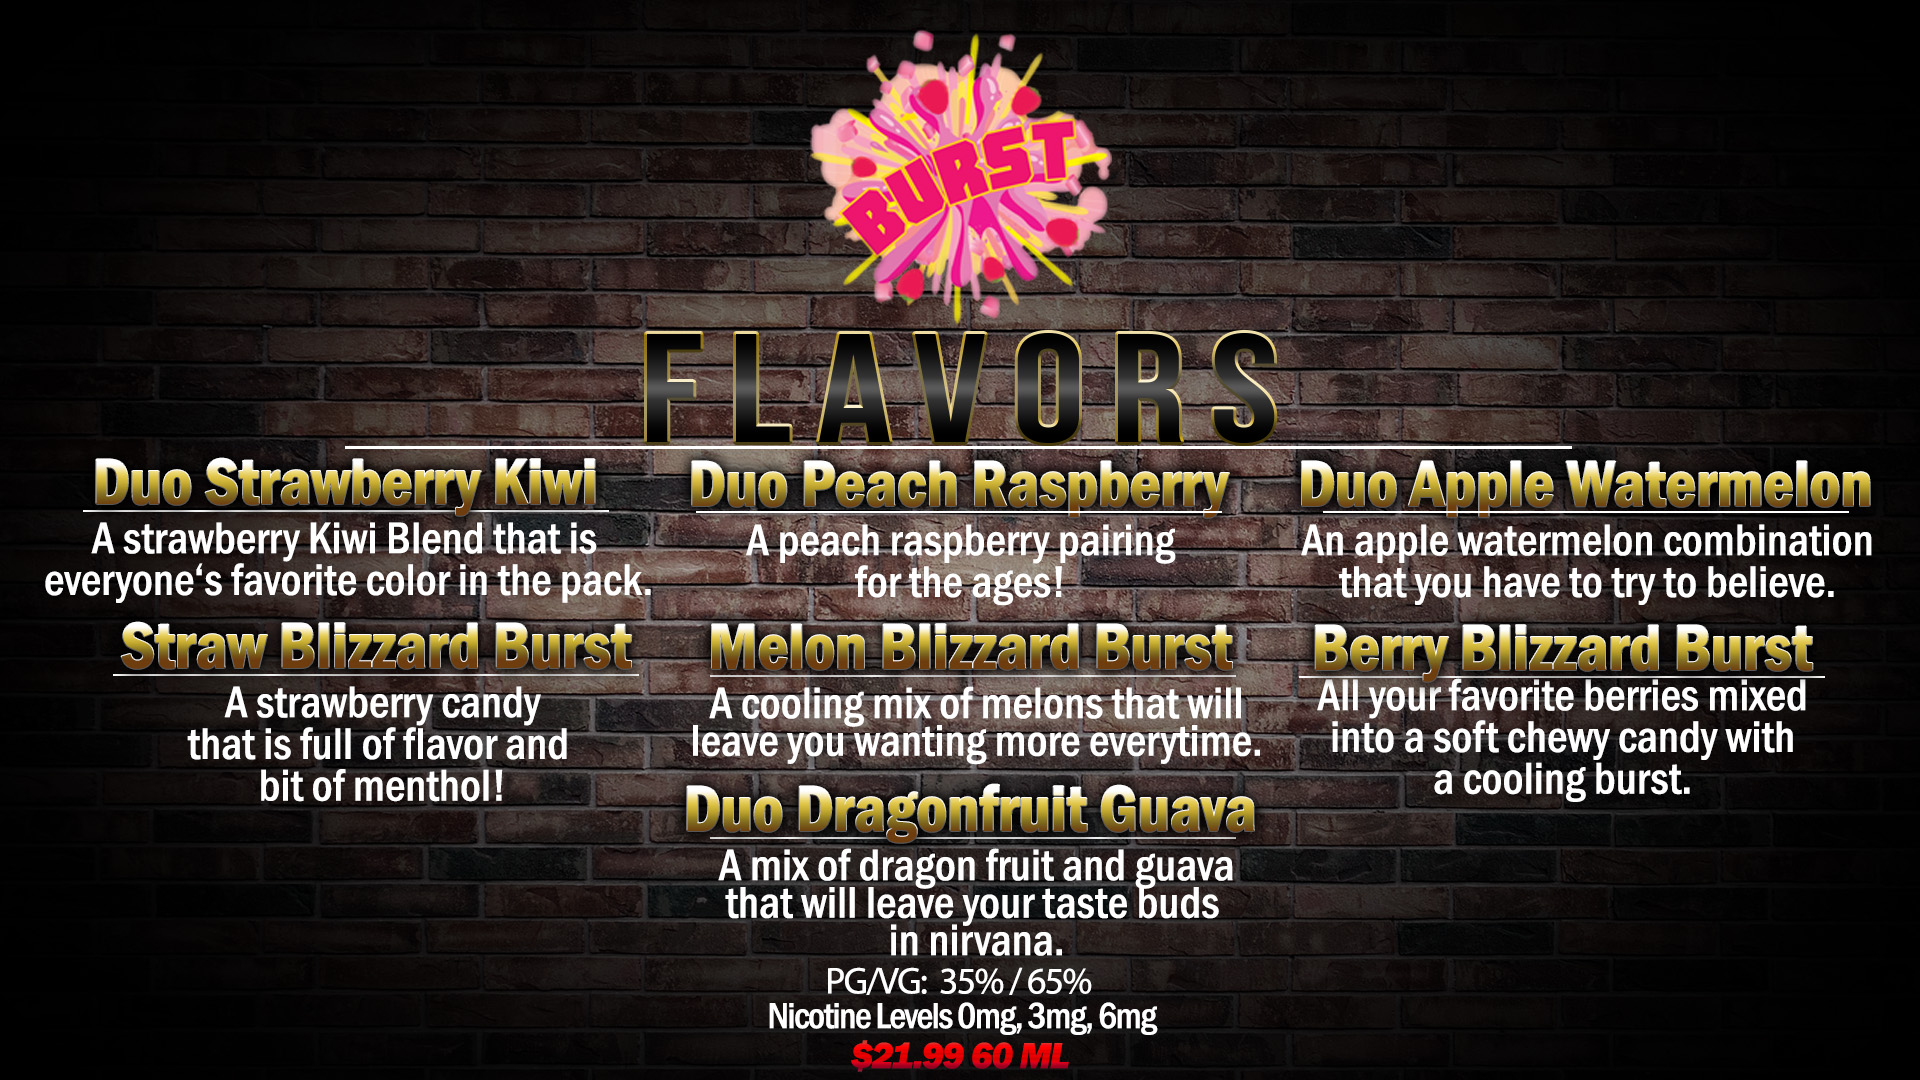 BURST
FLAVORS
Duo Strawberry Kiwi
A strawberry Kiwi Blend that is
everyone‘s favorite color in the pack.
Duo Peach Raspberry
A peach raspberry pairing
for the ages!
Duo Apple Watermelon
An apple watermelon combination
that you have to try to believe.
Straw Blizzard Burst
A strawberry candy
that is full of flavor and
bit of menthol!
Melon Blizzard Burst
A cooling mix of melons that will
leave you wanting more everytime.
Berry Blizzard Burst
All your favorite berries mixed
into a soft chewy candy with
a cooling burst.
Duo Dragonfruit Guava
A mix of dragon fruit and guava
that will leave your taste buds
in nirvana.
PG/VG: 35% / 65%
Nicotine Levels 0mg, 3mg, 6mg
$21.99 60 ML